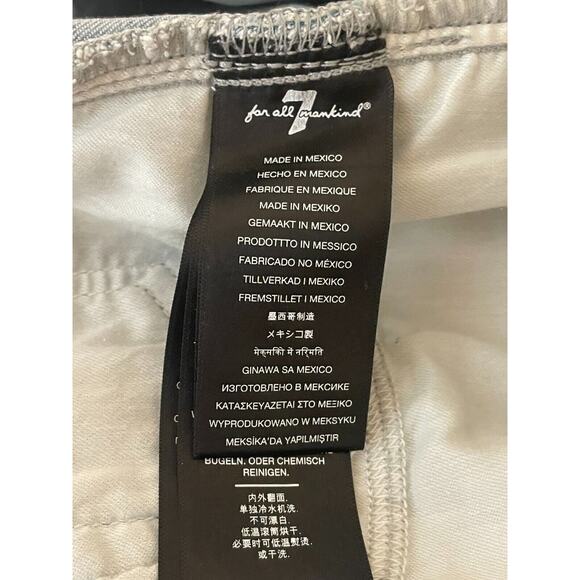 7
for all mankind®
MADE IN MEXICO
HECHO EN MEXICO
FABRIQUE EN MEXIQUE
MADE IN MEXIKO
GEMAAKT IN MEXICO
PRODOTTTO IN MESSICO
FABRICADO NO MÉXICO
TILLVERKAD I MEXIKO
FREMSTILLET I MEXICO
墨西哥制造
メキシコ製
मेक्सिको में नर्मिति
GINAWA SA MEXICO
ИЗГОТОВЛЕНО В МЕКСИКЕ
ΚΑΤΑΣΚΕΥΑΖΕΤΑΙ ΣΤΟ ΜΕΞΙΚΟ
WYPRODUKOWANO W MEKSYKU
MEKSİKA'DA YAPILMIŞTIR
BUGELN. ODER CHEMISCH
REINIGEN.
内外翻面.
单独冷水机洗.
不可漂白.
低温滚筒烘干.
必要时可低温熨烫.
或干洗.